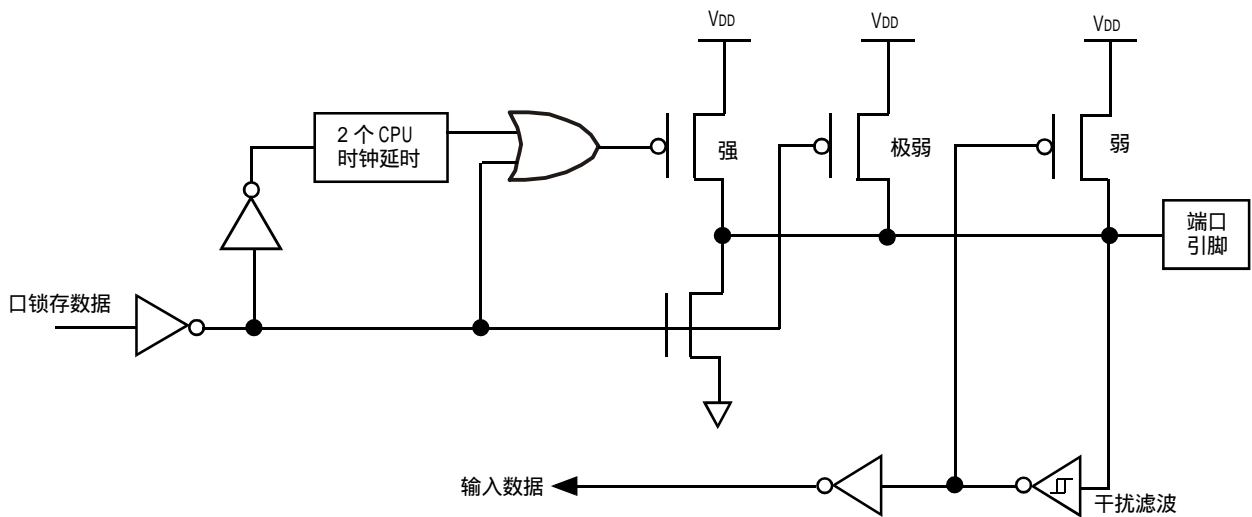 VDD
VDD
VDD
2 个 CPU
时钟延时
强
极弱
弱
端口
引脚
口锁存数据
输入数据
干扰滤波